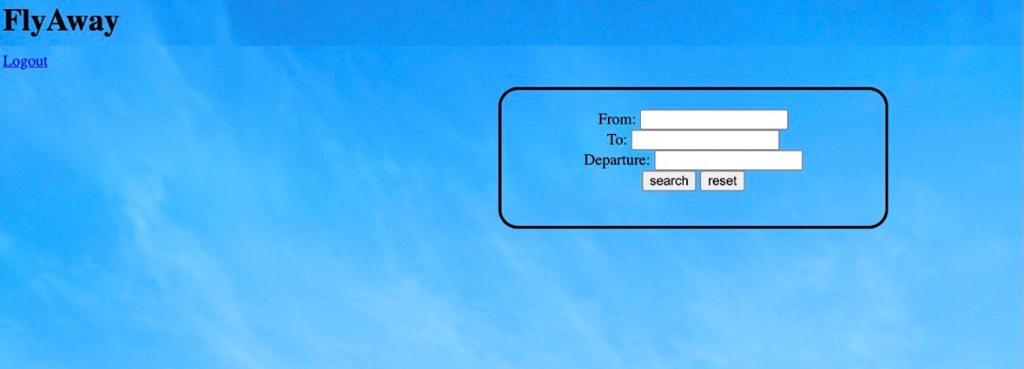 FlyAway
Logout
From:
To:
Departure:
search reset